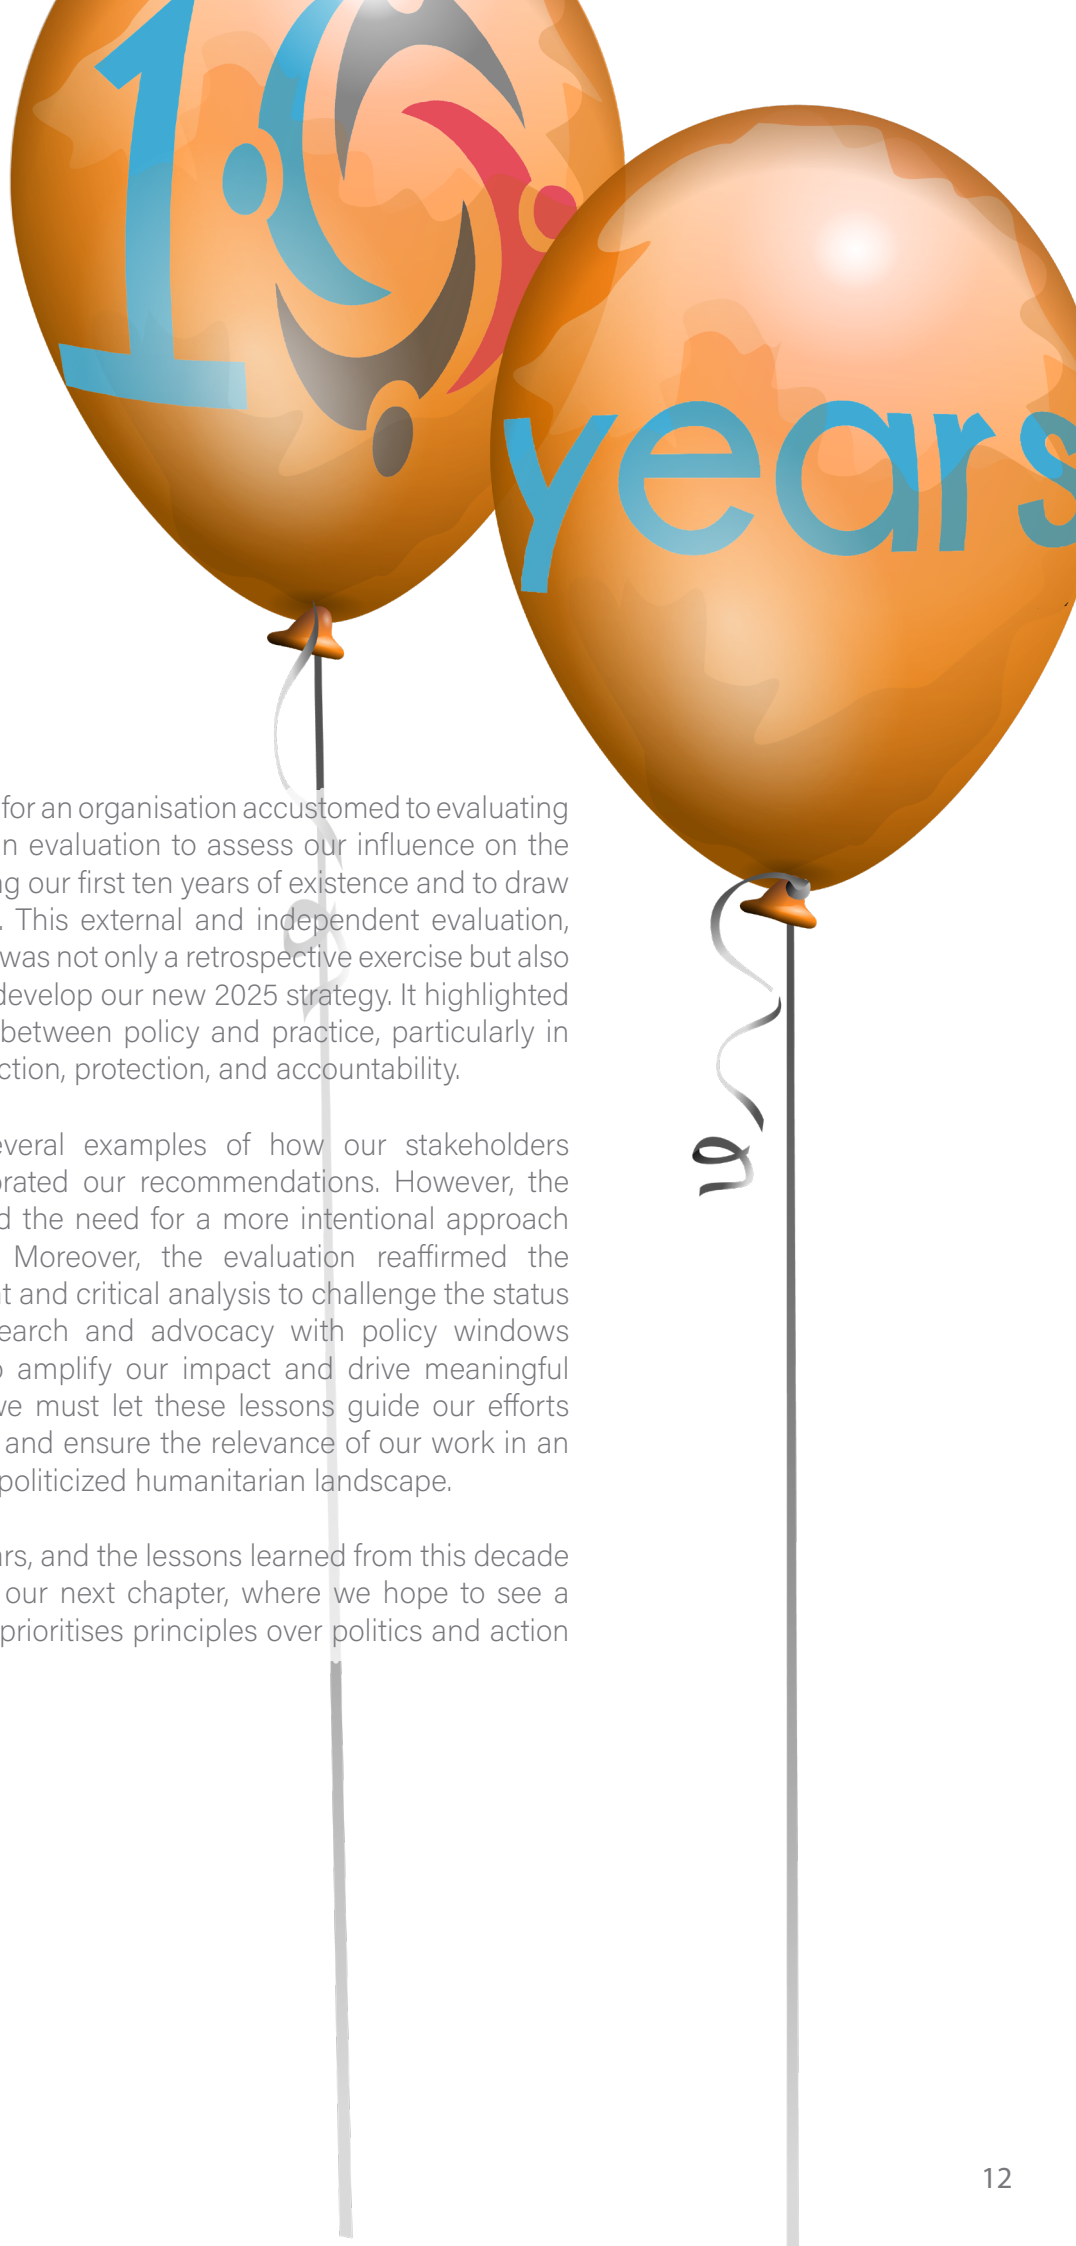 10
years
for an organisation accustomed to evaluating
evaluation to assess our influence on the
our first ten years of existence and to draw
. This external and independent evaluation,
was not only a retrospective exercise but also
develop our new 2025 strategy. It highlighted
between policy and practice, particularly in
protection, and accountability.
examples of how our stakeholders
our recommendations. However, the
the need for a more intentional approach
Moreover, the evaluation reaffirmed the
and critical analysis to challenge the status
and advocacy with policy windows
amplify our impact and drive meaningful
must let these lessons guide our efforts
and ensure the relevance of our work in an
politicized humanitarian landscape.
and the lessons learned from this decade
our next chapter, where we hope to see a
prioritises principles over politics and action
12